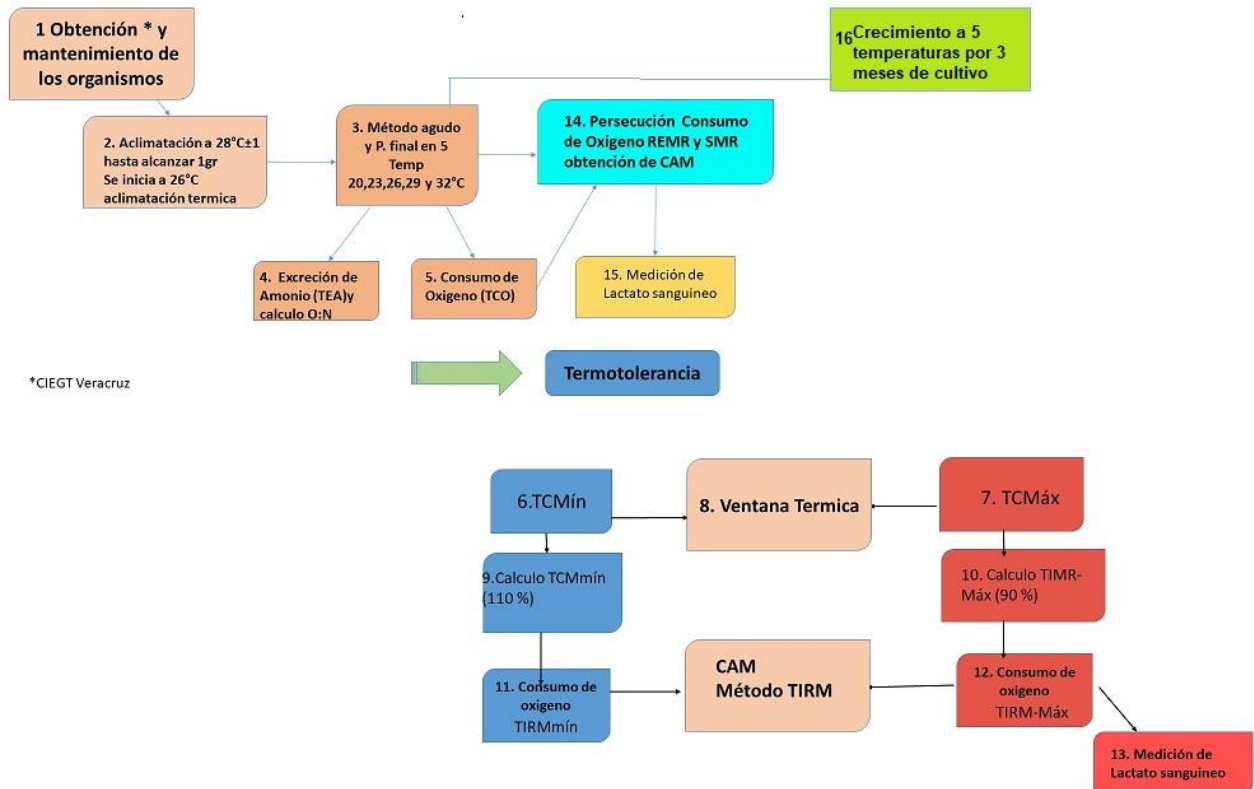 1 Obtención * y
mantenimiento de
los organismos
16 Crecimiento a 5
temperaturas por 3
meses de cultivo
2. Aclimatación a 28°C±1
hasta alcanzar 1gr
Se inicia a 26°C
aclimatación termica
3. Método agudo
y P. final en 5
Temp
20,23,26,29 y 32°C
14. Persecución Consumo
de Oxigeno REMR y SMR
obtención de CAM
4. Excreción de
Amonio (TEA)y
calculo O:N
5. Consumo de
Oxigeno (TCO)
15. Medición de
Lactato sanguineo
*CIEGT Veracruz
Termotolerancia
6.TCMín
8. Ventana Termica
7. TCMáx
9.Calculo TCMmín
(110 %)
10. Calculo TIMR-
Máx (90 %)
11. Consumo de
oxigeno
TIRMmín
CAM
Método TIRM
12. Consumo de
oxigeno
TIRM-Máx
13. Medición de
Lactato sanguineo